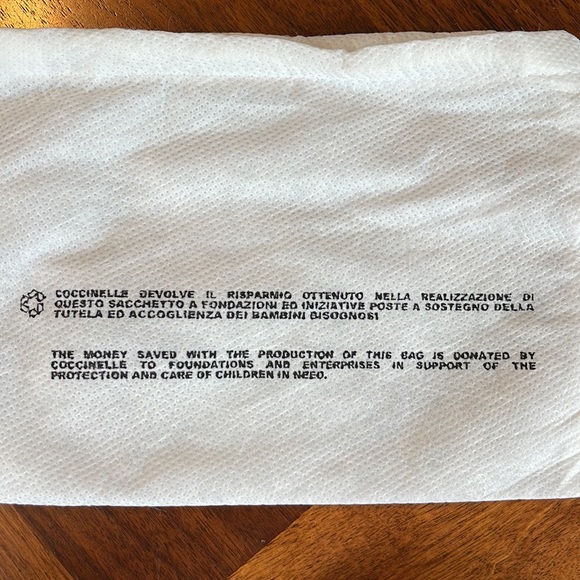 COCCINELLE DEVOLVE IL RISPARMIO OTTENUTO NELLA REALIZZAZIONE DI
QUESTO SACCHETTO A FONDAZIONI ED INIZIATIVE POSTE A SOSTEGNO DELLA
TUTELA ED ACCOGLIENZA DEI BAMBINI BISOGNOSI
THE MONEY SAVED WITH THE PRODUCTION OF THIS BAG IS DONATED BY
COCCINELLE TO FOUNDATIONS AND ENTERPRISES IN SUPPORT OF THE
PROTECTION AND CARE OF CHILDREN IN NEED.